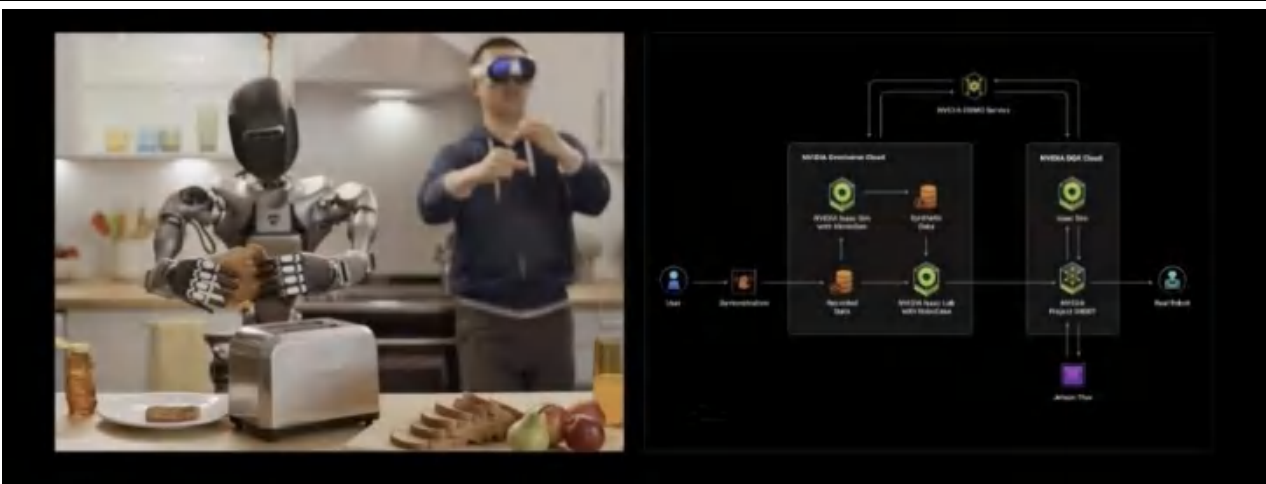 NVIDIA OSMO Service
NVIDIA Omniverse Cloud
NVIDIA DGX Cloud
NVIDIA Isaac Sim
with MimicGen
Synthetic
Data
Isaac Sim
User
Demonstration
Recorded
Data
NVIDIA Isaac Lab
with RoboCasa
NVIDIA
Project GR00T
Real Robot
Jetson Thor